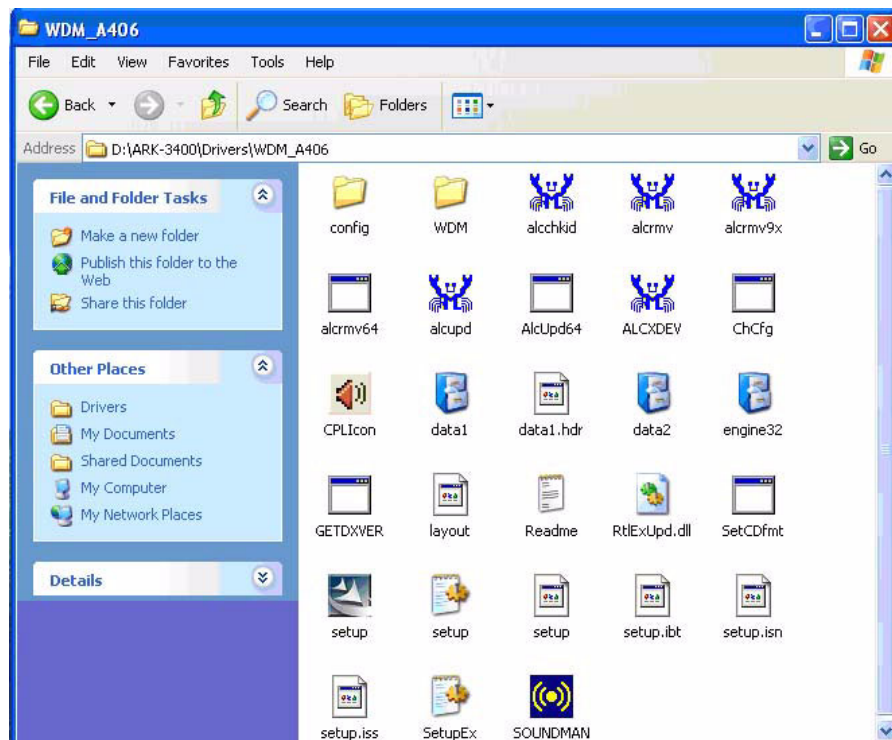 WDM_A406
File Edit View Favorites Tools Help
Back Search Folders
Address D:\ARK-3400\Drivers\WDM_A406 Go
File and Folder Tasks
Make a new folder
Publish this folder to the
Web
Share this folder
Other Places
Drivers
My Documents
Shared Documents
My Computer
My Network Places
Details
config WDM alcchkid alcrmv alcrmv9x
alcrmv64 alcupd AlcUpd64 ALCXDEV ChCfg
CPLIcon data1 data1.hdr data2 engine32
GETDXVER layout Readme RtlExUpd.dll SetCDfmt
setup setup setup setup.ibt setup.isn
setup.iss SetupEx SOUNDMAN